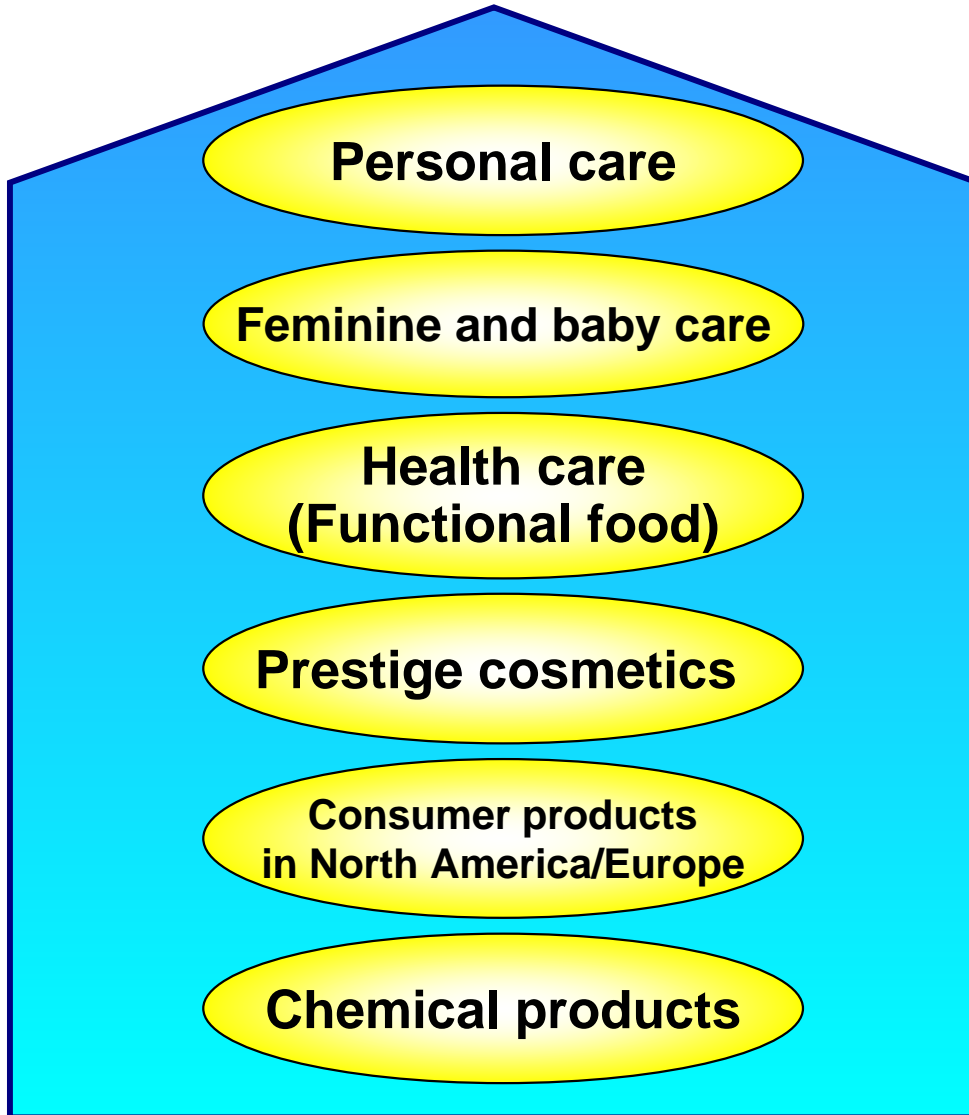 Personal care
Feminine and baby care
Health care
(Functional food)
Prestige cosmetics
Consumer products
in North America/Europe
Chemical products